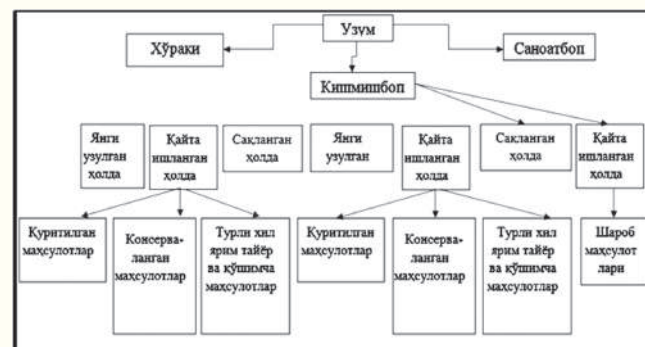 Узум
Хўраки
Саноатбоп
Кишмишбоп
Янги
узулган
ҳолда
Қайта
ишланган
ҳолда
Сақланган
ҳолда
Янги
узулган
Қайта
ишланган
ҳолда
Сақланган
ҳолда
Қайта
ишланган
ҳолда
Қуритилган
маҳсулотлар
Консерва-
ланган
маҳсулотлар
Турли хил
ярим тайёр
ва қўшимча
маҳсулотлар
Қуритилган
маҳсулотлар
Консерва-
ланган
маҳсулотлар
Турли хил
ярим тайёр
ва қўшимча
маҳсулотлар
Шароб
маҳсулот
лари